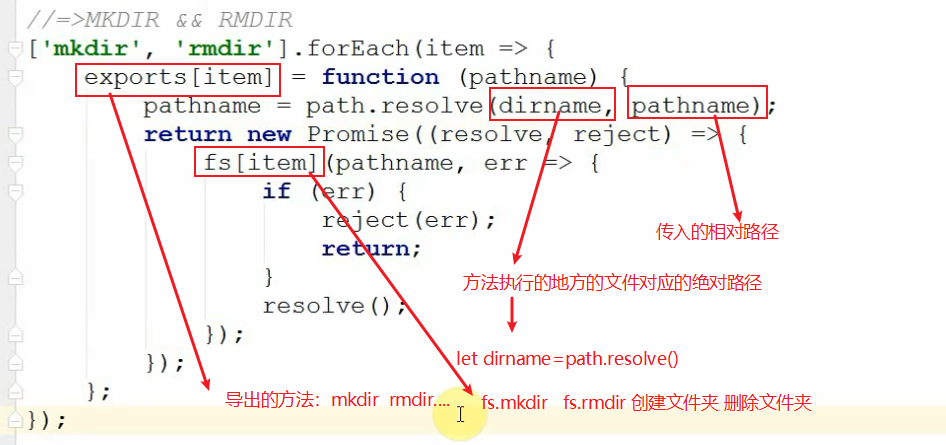 //=>MKDIR && RMDIR
['mkdir', 'rmdir'].forEach(item => {
exports[item] = function (pathname) {
pathname = path.resolve(dirname, pathname);
return new Promise((resolve, reject) => {
fs[item](pathname, err => {
if (err) {
reject(err);
return;
}
resolve();
});
});
};
});
传入的相对路径
方法执行的地方的文件对应的绝对路径
let dirname=path.resolve()
导出的方法：mkdir rmdir....
fs.mkdir fs.rmdir 创建文件夹 删除文件夹